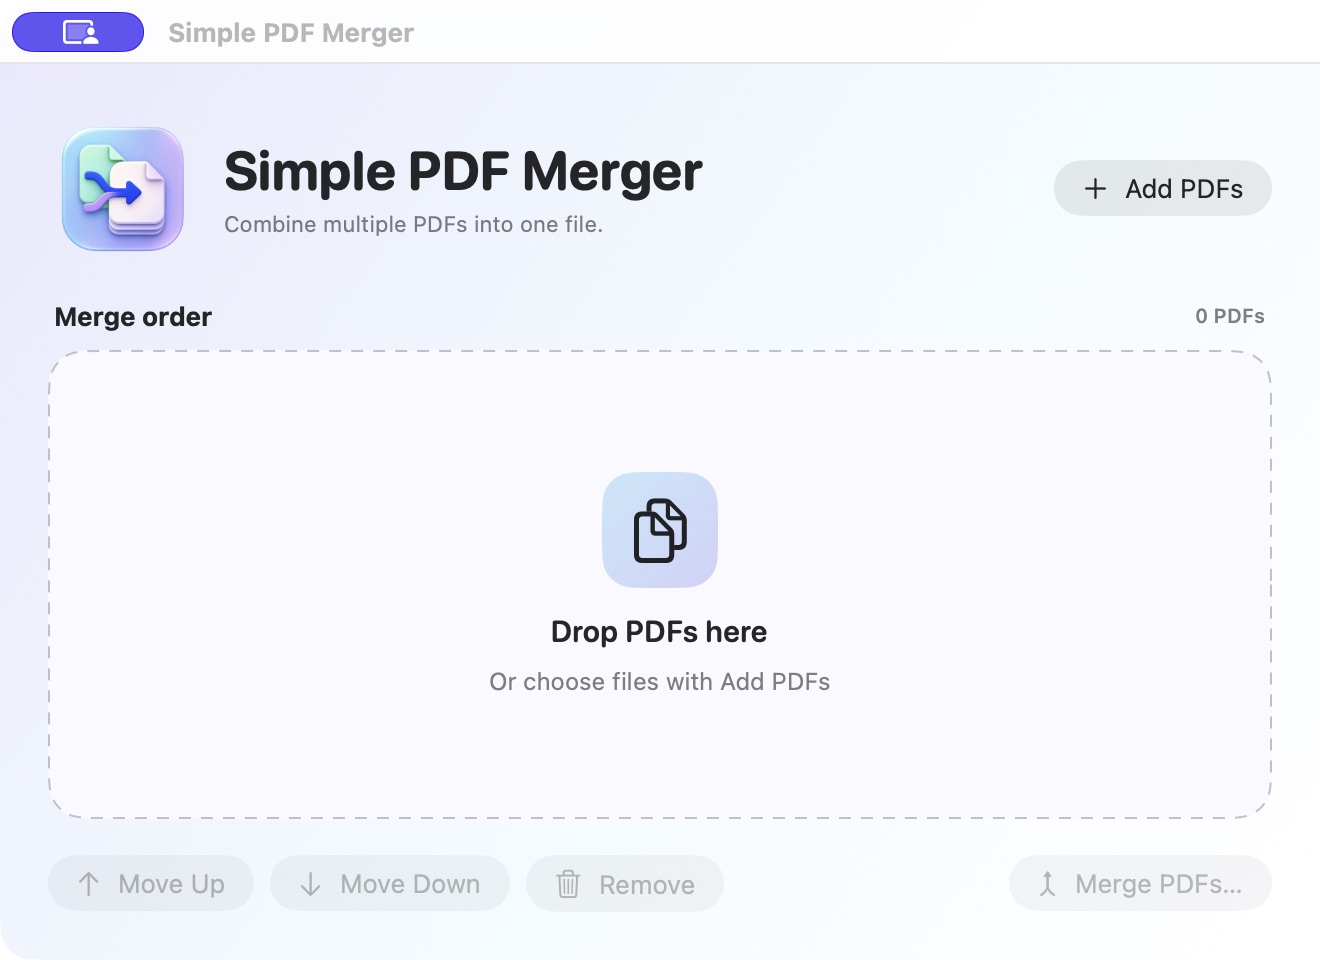 Simple PDF Merger
Simple PDF Merger
Combine multiple PDFs into one file.
Add PDFs
Merge order
0 PDFs
Drop PDFs here
Or choose files with Add PDFs
Move Up
Move Down
Remove
Merge PDFs...